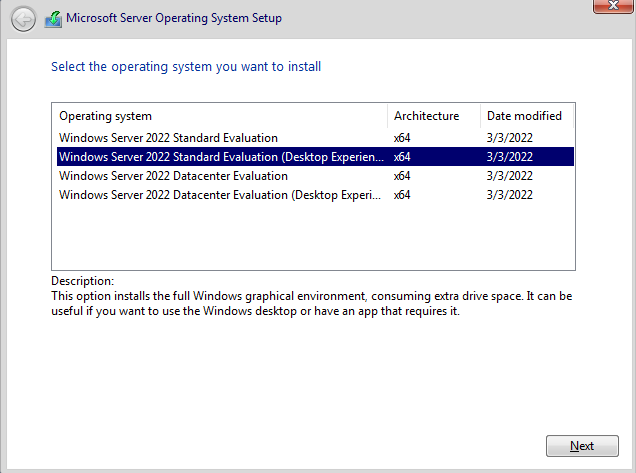 Microsoft Server Operating System Setup
Select the operating system you want to install
Operating system Architecture Date modified
Windows Server 2022 Standard Evaluation x64 3/3/2022
Windows Server 2022 Standard Evaluation (Desktop Experien... x64 3/3/2022
Windows Server 2022 Datacenter Evaluation x64 3/3/2022
Windows Server 2022 Datacenter Evaluation (Desktop Experi... x64 3/3/2022
Description:
This option installs the full Windows graphical environment, consuming extra drive space. It can be
useful if you want to use the Windows desktop or have an app that requires it.
Next